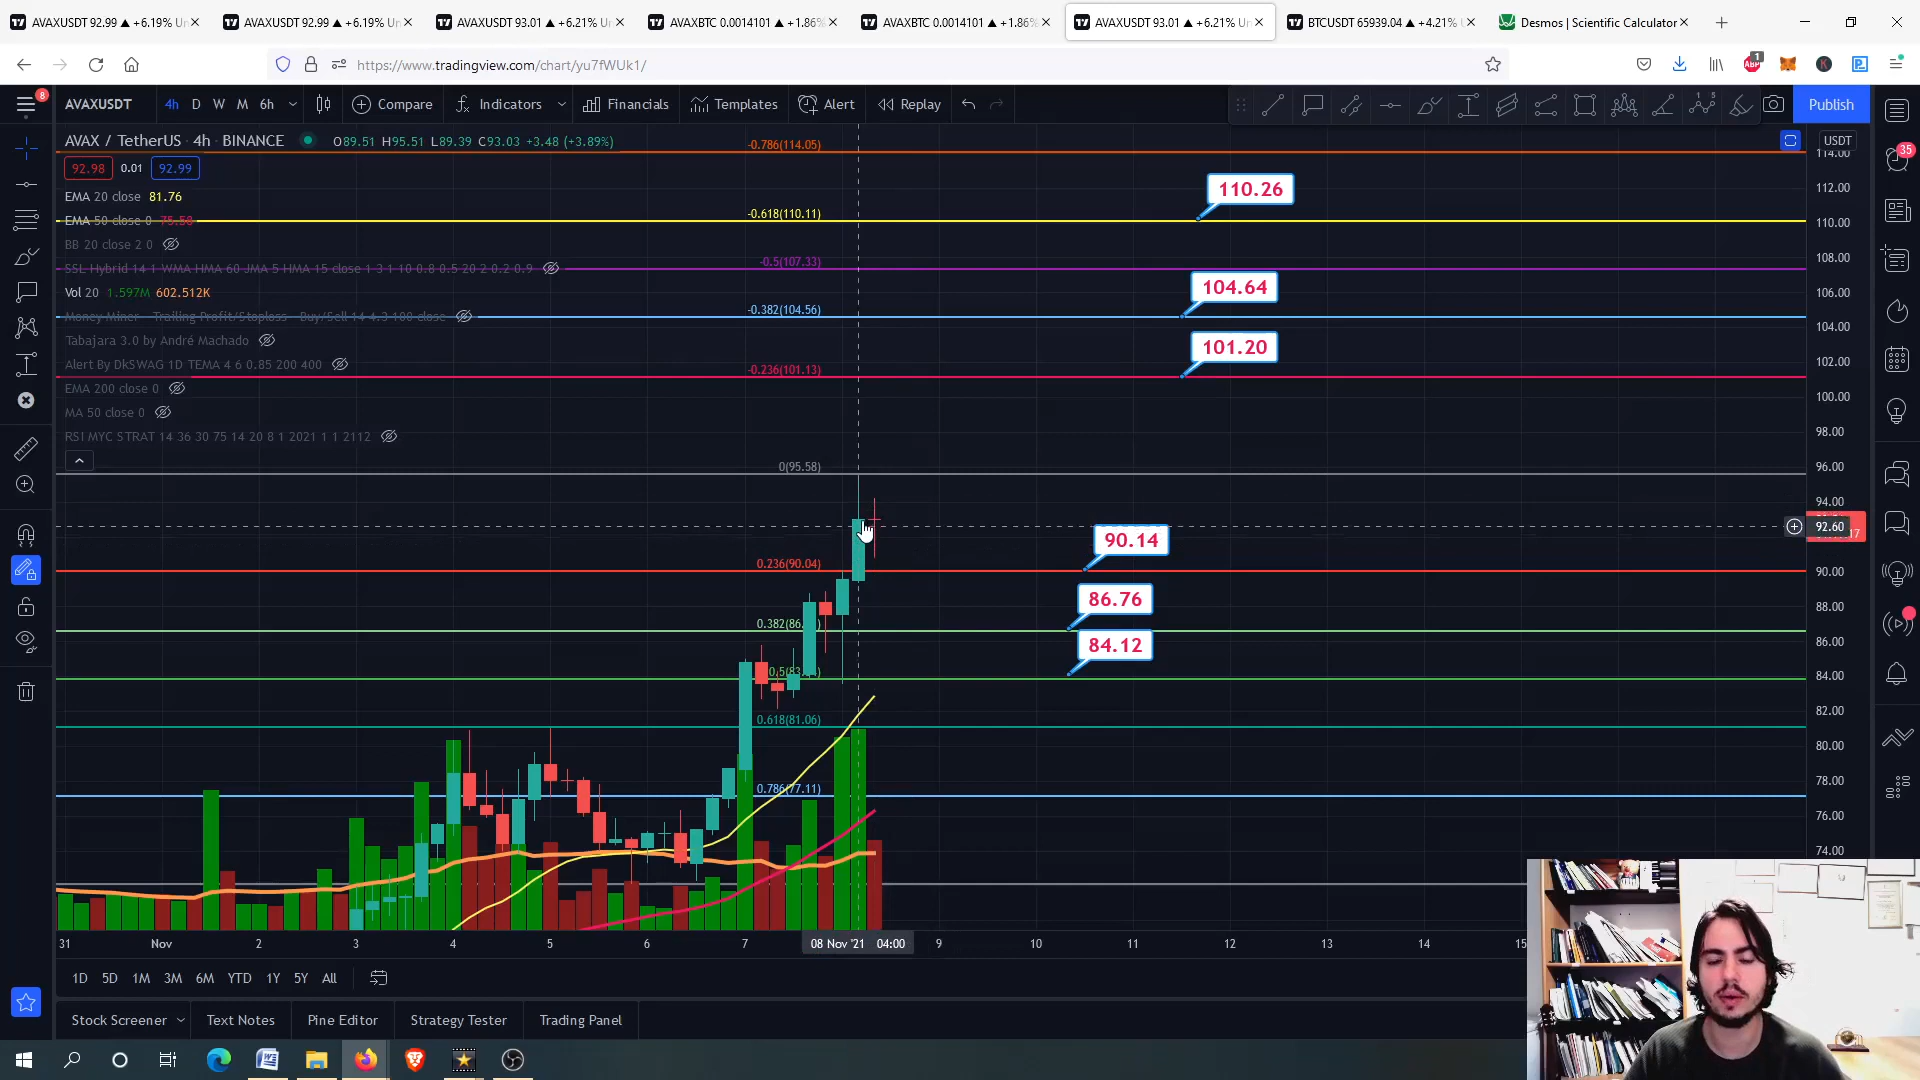 AVAXUSDT 92.99 ▲ +6.19% Un
AVAXUSDT 92.99 ▲ +6.19% Un
AVAXUSDT 93.01 ▲ +6.21% Un
AVAXBTC 0.0014101 ▲ +1.86%
AVAXBTC 0.0014101 ▲ +1.86%
AVAXUSDT 93.01 ▲ +6.21% Un
BTCUSDT 65939.04 ▲ +4.21% U
Desmos | Scientific Calculator
https://www.tradingview.com/chart/yu7fWUk1/
1
8
AVAXUSDT 4h D W M 6h Compare Indicators Financials Templates Alert Replay Publish
AVAX / TetherUS · 4h · BINANCE O89.51 H95.51 L89.39 C93.03 +3.48 (+3.89%)
USDT
92.98 0.01 92.99
EMA 20 close 81.76
EMA 50 close 0
BB 20 close 2 0
SSL Hybrid 14 1 WMA HMA 60 JMA 5 HMA 15 close 1 3 1 10 0.8 0.5 20 2 0.2 0.9
Vol 20 1.597M 602.512K
Money Miner - Trailing Profit/Stoploss - Buy/Sell 14 4.3 100 close
Tabajara 3.0 by André Machado
Alert By DkSWAG 1D TEMA 4 6 0.85 200 400
EMA 200 close 0
MA 50 close 0
RSI MYC STRAT 14 36 30 75 14 20 8 1 2021 1 1 2112
-0.786(114.05)
-0.618(110.11)
-0.5(107.33)
-0.382(104.56)
-0.236(101.13)
0(95.58)
0.236(90.04)
0.382(86.
0.5(83.
0.618(81.06)
0.786(77.11)
110.26
104.64
101.20
90.14
86.76
84.12
114.00
112.00
110.00
108.00
106.00
104.00
102.00
100.00
98.00
96.00
94.00
92.60
90.00
88.00
86.00
84.00
82.00
80.00
78.00
76.00
74.00
35
31 Nov 2 3 4 5 6 7 08 Nov '21 04:00 9 10 11 12 13 14 15
1D 5D 1M 3M 6M YTD 1Y 5Y All
Stock Screener Text Notes Pine Editor Strategy Tester Trading Panel